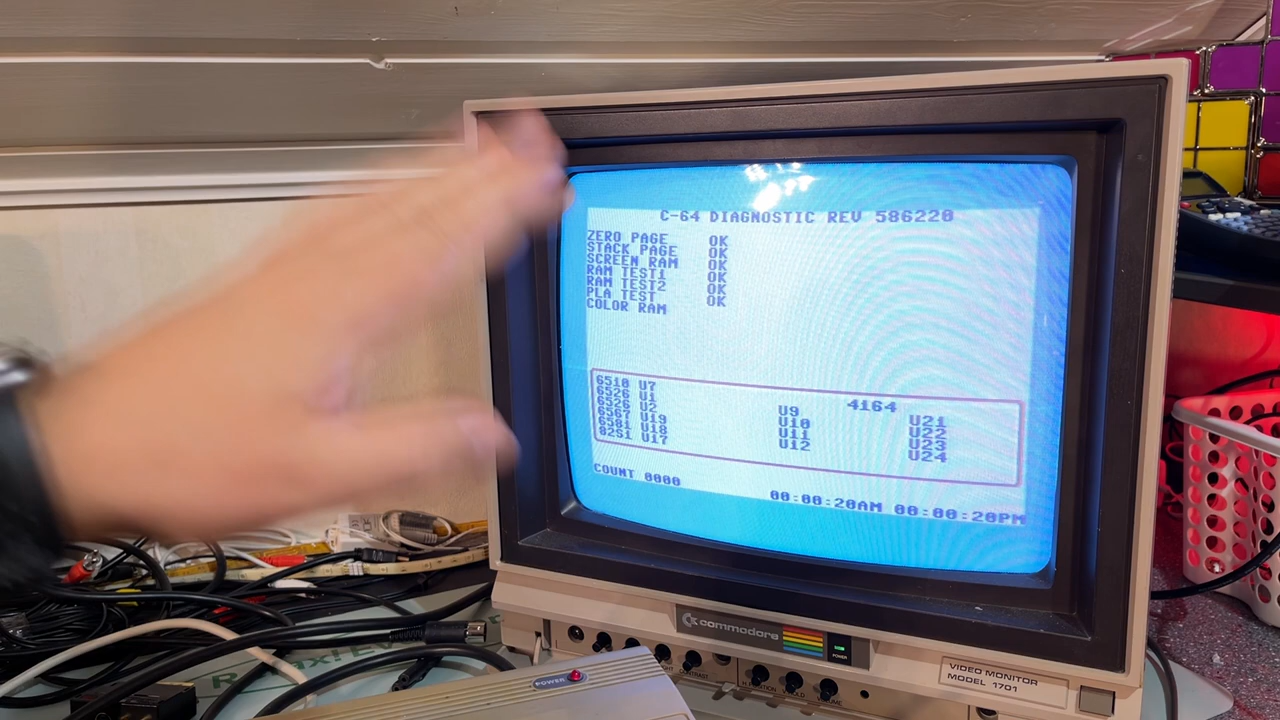 C-64 DIAGNOSTIC REV 586220
ZERO PAGE OK
STACK PAGE OK
SCREEN RAM OK
RAM TEST1 OK
RAM TEST2 OK
PLA TEST OK
COLOR RAM
4164
6510 U7
6526 U1 U9 U21
6526 U2 U10 U22
6567 U19 U11 U23
6581 U18 U12 U24
82S1 U17
COUNT 0000
00:00:20AM 00:00:20PM
commodore
POWER
CONTRAST
VOLUME
VIDEO MONITOR
MODEL 1701
POWER